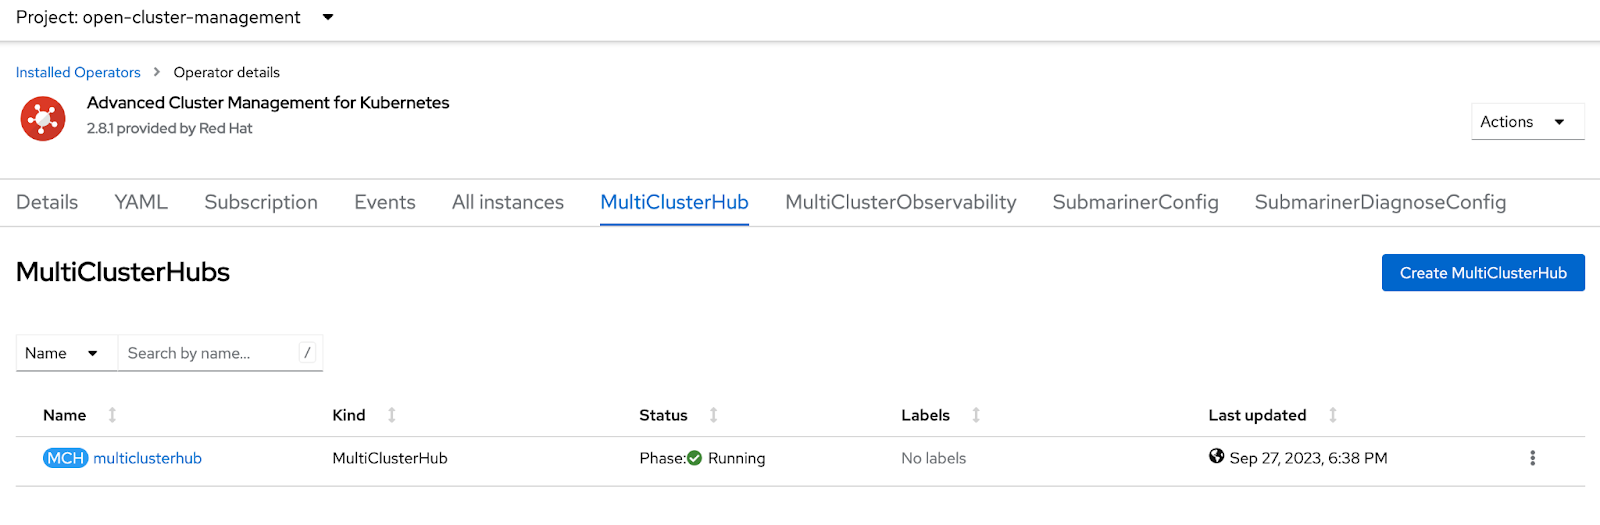 Project: open-cluster-management
Installed Operators > Operator details
Advanced Cluster Management for Kubernetes
2.8.1 provided by Red Hat
Actions
Details YAML Subscription Events All instances MultiClusterHub MultiClusterObservability SubmarinerConfig SubmarinerDiagnoseConfig
MultiClusterHubs
Create MultiClusterHub
Name Search by name... /
Name Kind Status Labels Last updated
MCH multiclusterhub MultiClusterHub Phase: Running No labels Sep 27, 2023, 6:38 PM